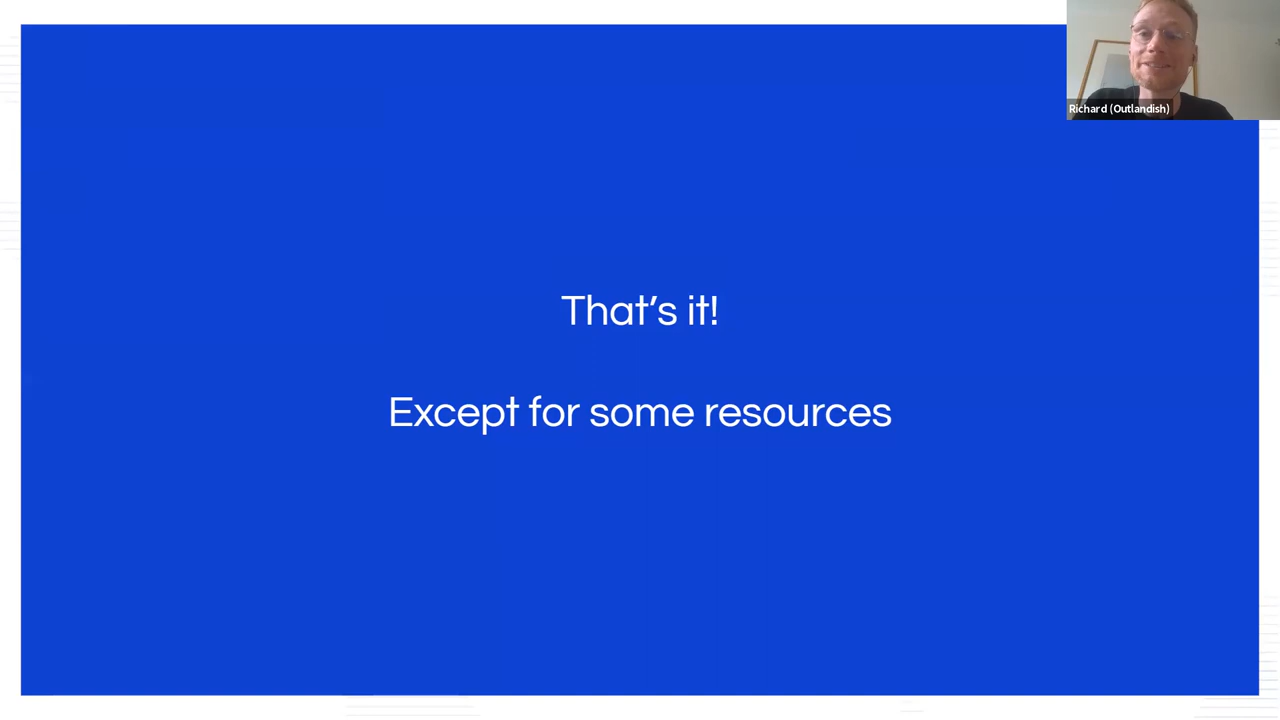 Richard (Outlandish)
That’s it!
Except for some resources